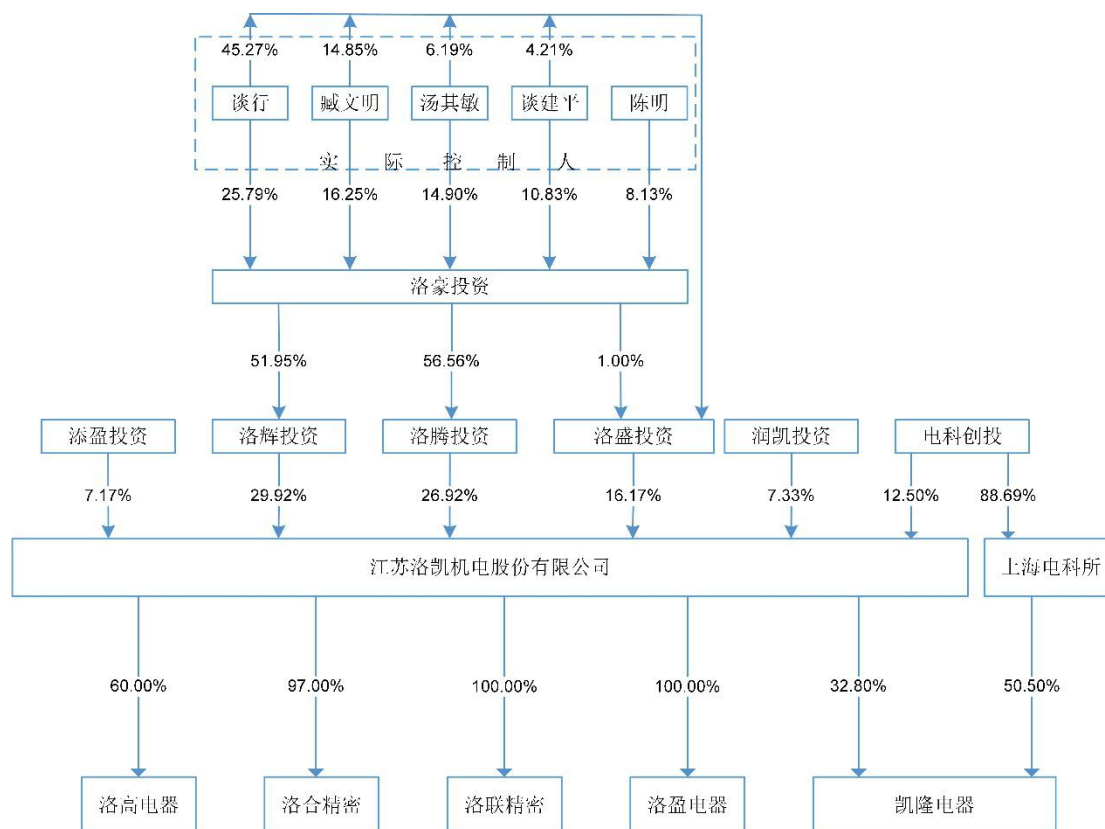 45.27% 14.85% 6.19% 4.21%
谈行 臧文明 汤其敏 谈建平 陈明
实际控制人
25.79% 16.25% 14.90% 10.83% 8.13%
洛豪投资
51.95% 56.56% 1.00%
添盈投资 洛辉投资 洛腾投资 洛盛投资 润凯投资 电科创投
7.17% 29.92% 26.92% 16.17% 7.33% 12.50% 88.69%
江苏洛凯机电股份有限公司 上海电科所
60.00% 97.00% 100.00% 100.00% 32.80% 50.50%
洛高电器 洛合精密 洛联精密 洛盈电器 凯隆电器